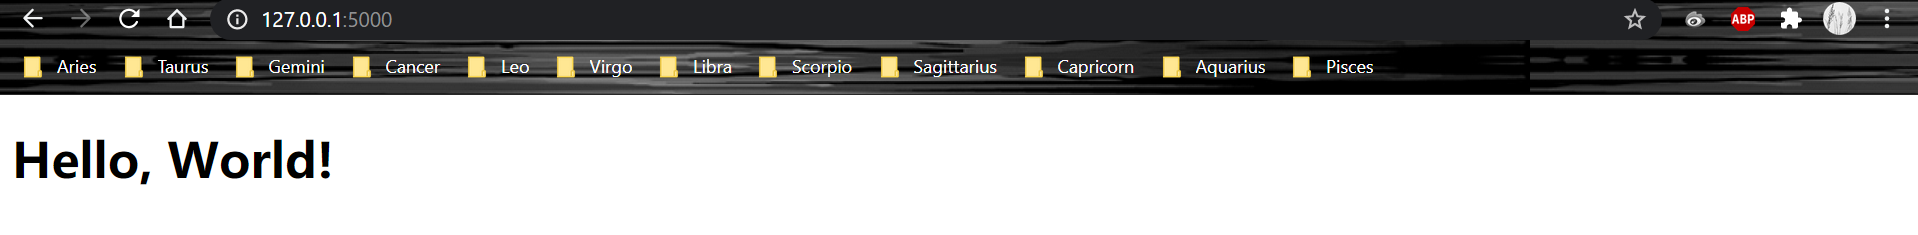 127.0.0.1:5000
ABP
Aries Taurus Gemini Cancer Leo Virgo Libra Scorpio Sagittarius Capricorn Aquarius Pisces
Hello, World!